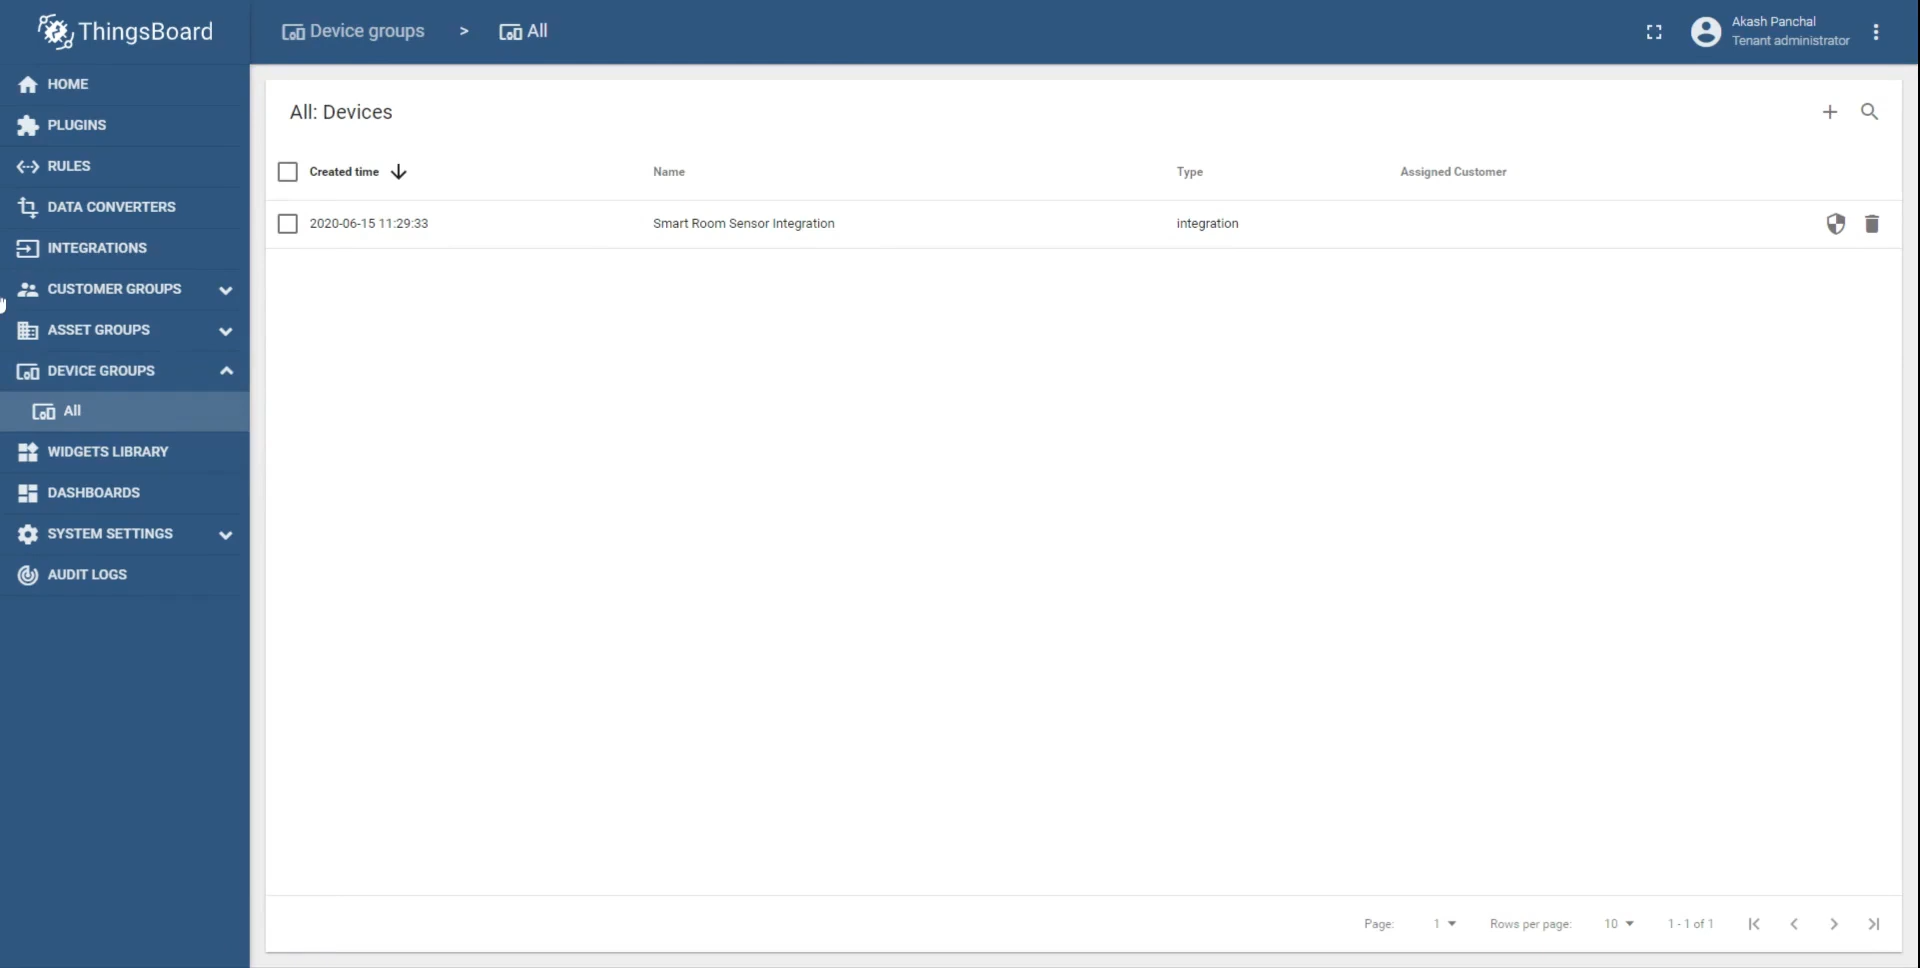 ThingsBoard
Device groups > All
Akash Panchal
Tenant administrator
HOME
PLUGINS
RULES
DATA CONVERTERS
INTEGRATIONS
CUSTOMER GROUPS
ASSET GROUPS
DEVICE GROUPS
All
WIDGETS LIBRARY
DASHBOARDS
SYSTEM SETTINGS
AUDIT LOGS
All: Devices
Created time Name Type Assigned Customer
2020-06-15 11:29:33 Smart Room Sensor Integration integration
Page: 1 Rows per page: 10 1 - 1 of 1